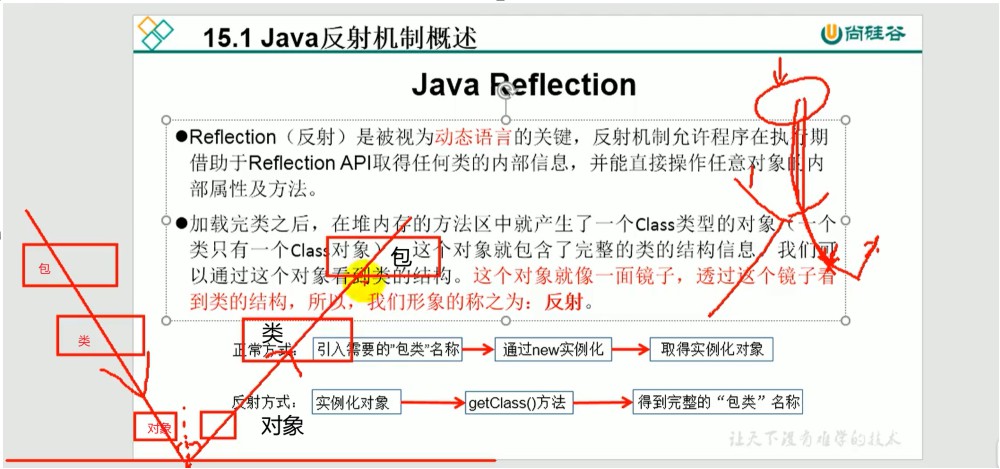 15.1 Java反射机制概述
尚硅谷
Java Reflection
●Reflection（反射）是被视为动态语言的关键，反射机制允许程序在执行期
借助于Reflection API取得任何类的内部信息，并能直接操作任意对象的内
部属性及方法。
●加载完类之后，在堆内存的方法区中就产生了一个Class类型的对象（一个
类只有一个Class对象），这个对象就包含了完整的类的结构信息。我们可
以通过这个对象看到类的结构。这个对象就像一面镜子，透过这个镜子看
到类的结构，所以，我们形象的称之为：反射。
包
包
类
类
正常方式：
引入需要的"包类"名称
通过new实例化
取得实例化对象
反射方式：
实例化对象
getClass()方法
得到完整的“包类”名称
对象
对象
让天下没有难学的技术